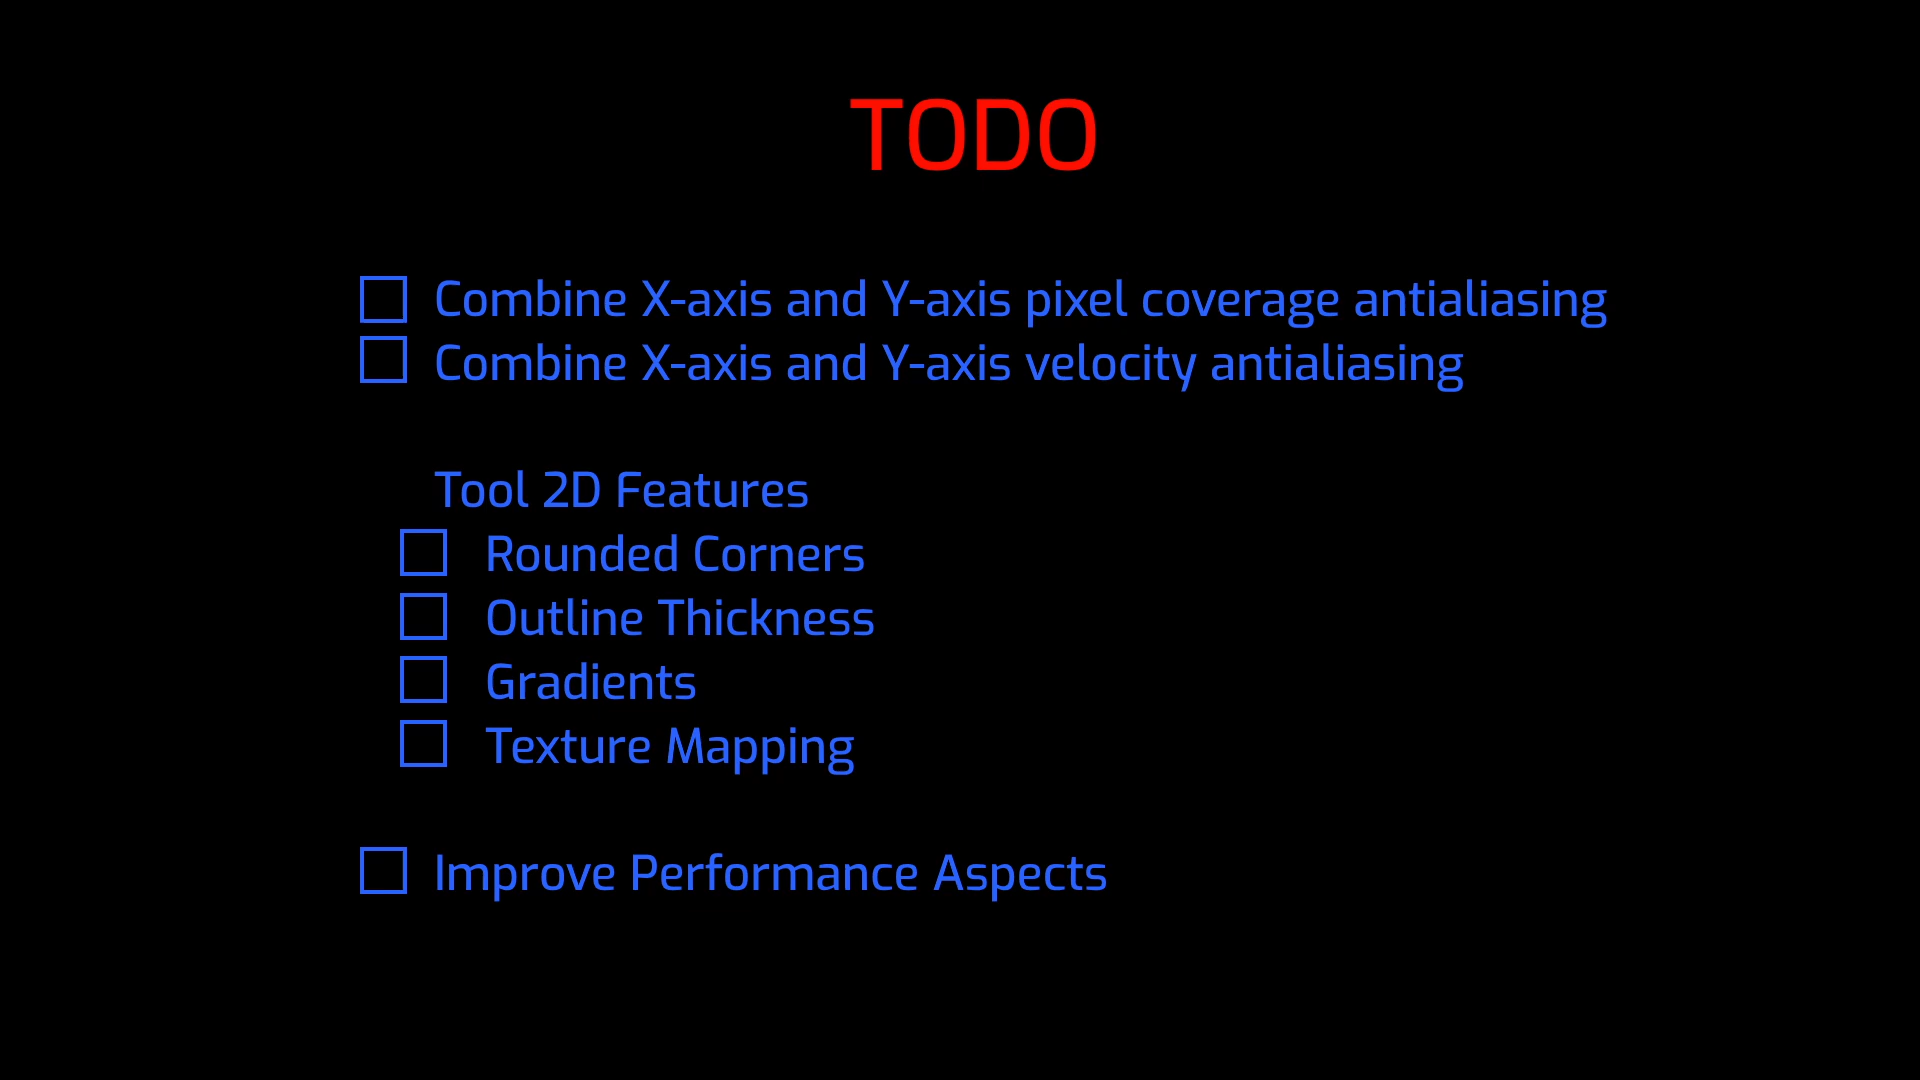 TODO
Combine X-axis and Y-axis pixel coverage antialiasing
Combine X-axis and Y-axis velocity antialiasing
Tool 2D Features
Rounded Corners
Outline Thickness
Gradients
Texture Mapping
Improve Performance Aspects